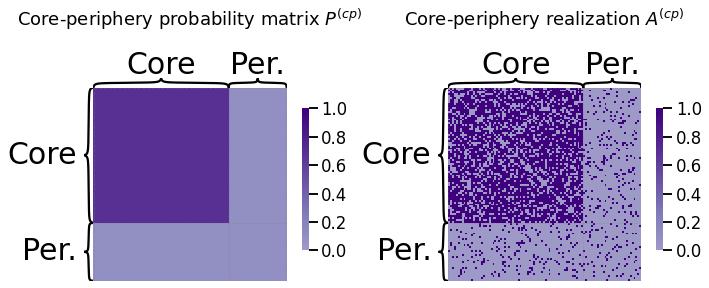 Core-periphery probability matrix P^(cp)
Core Per.
Core
Per.
1.0
0.8
0.6
0.4
0.2
0.0
Core-periphery realization A^(cp)
Core Per.
Core
Per.
1.0
0.8
0.6
0.4
0.2
0.0